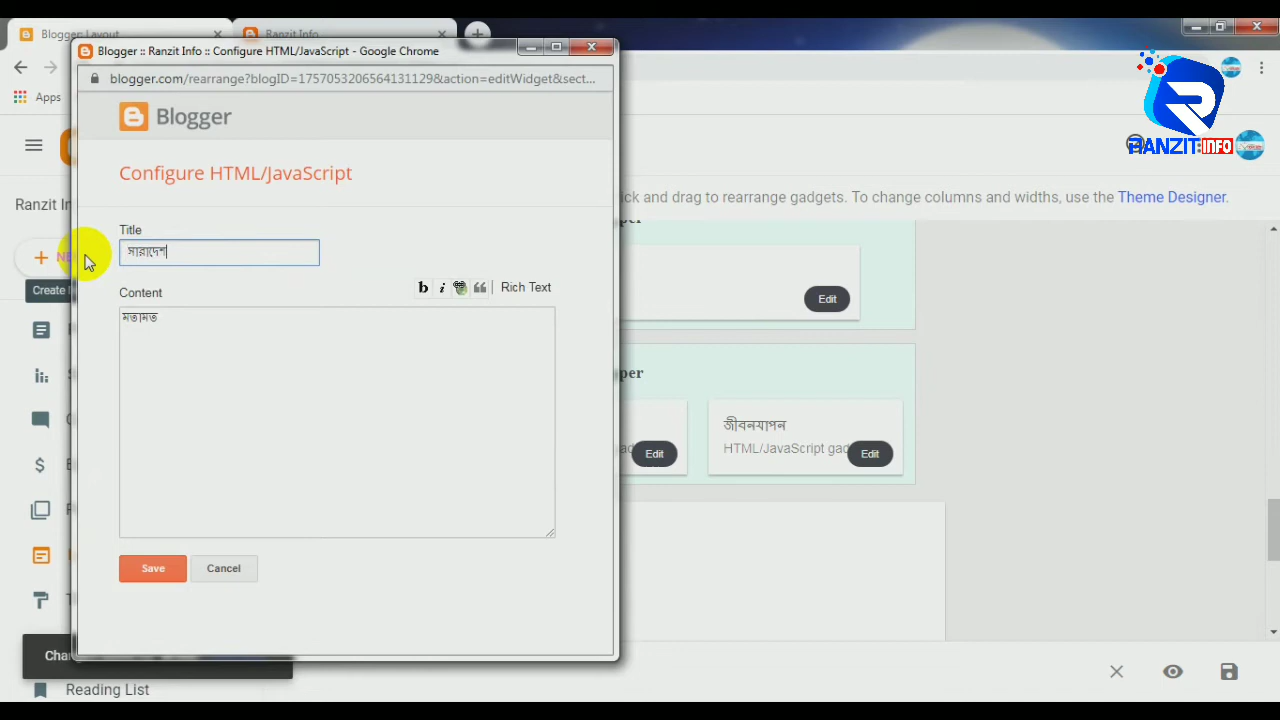 Blogger: Layout
Ranzit Info
Blogger :: Ranzit Info :: Configure HTML/JavaScript - Google Chrome
blogger.com/rearrange?blogID=1757053206564131129&action=editWidget&sect...
Apps
Blogger
RANZIT INFO
Configure HTML/JavaScript
ick and drag to rearrange gadgets. To change columns and widths, use the Theme Designer.
Ranzit In
Title
সারাদেশ
Edit
Create
Content
b i Rich Text
মতামত
per
জীবনযাপন
HTML/JavaScript gad
Edit
Edit
Save
Cancel
Chan
Reading List